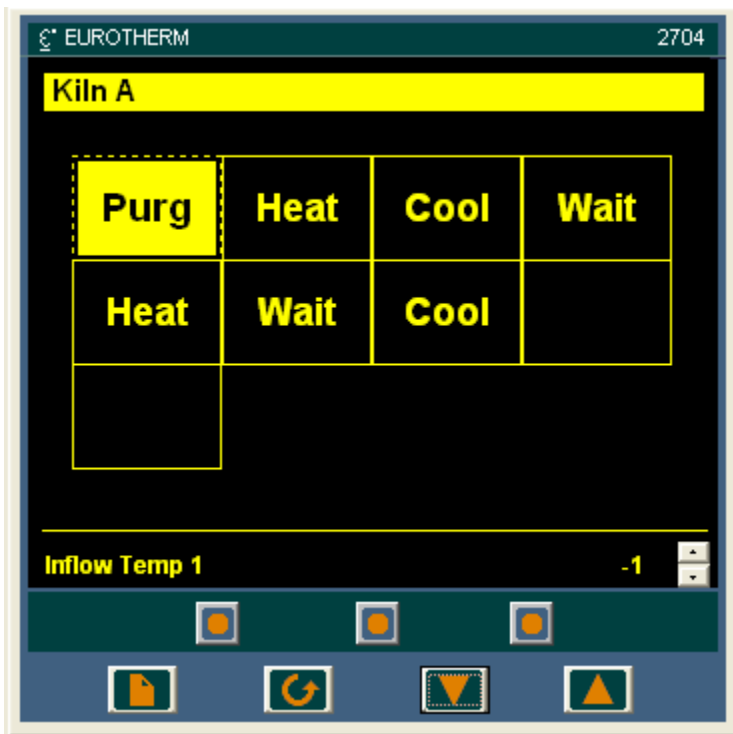 EUROTHERM 2704
Kiln A
Purg Heat Cool Wait
Heat Wait Cool
Inflow Temp 1 -1